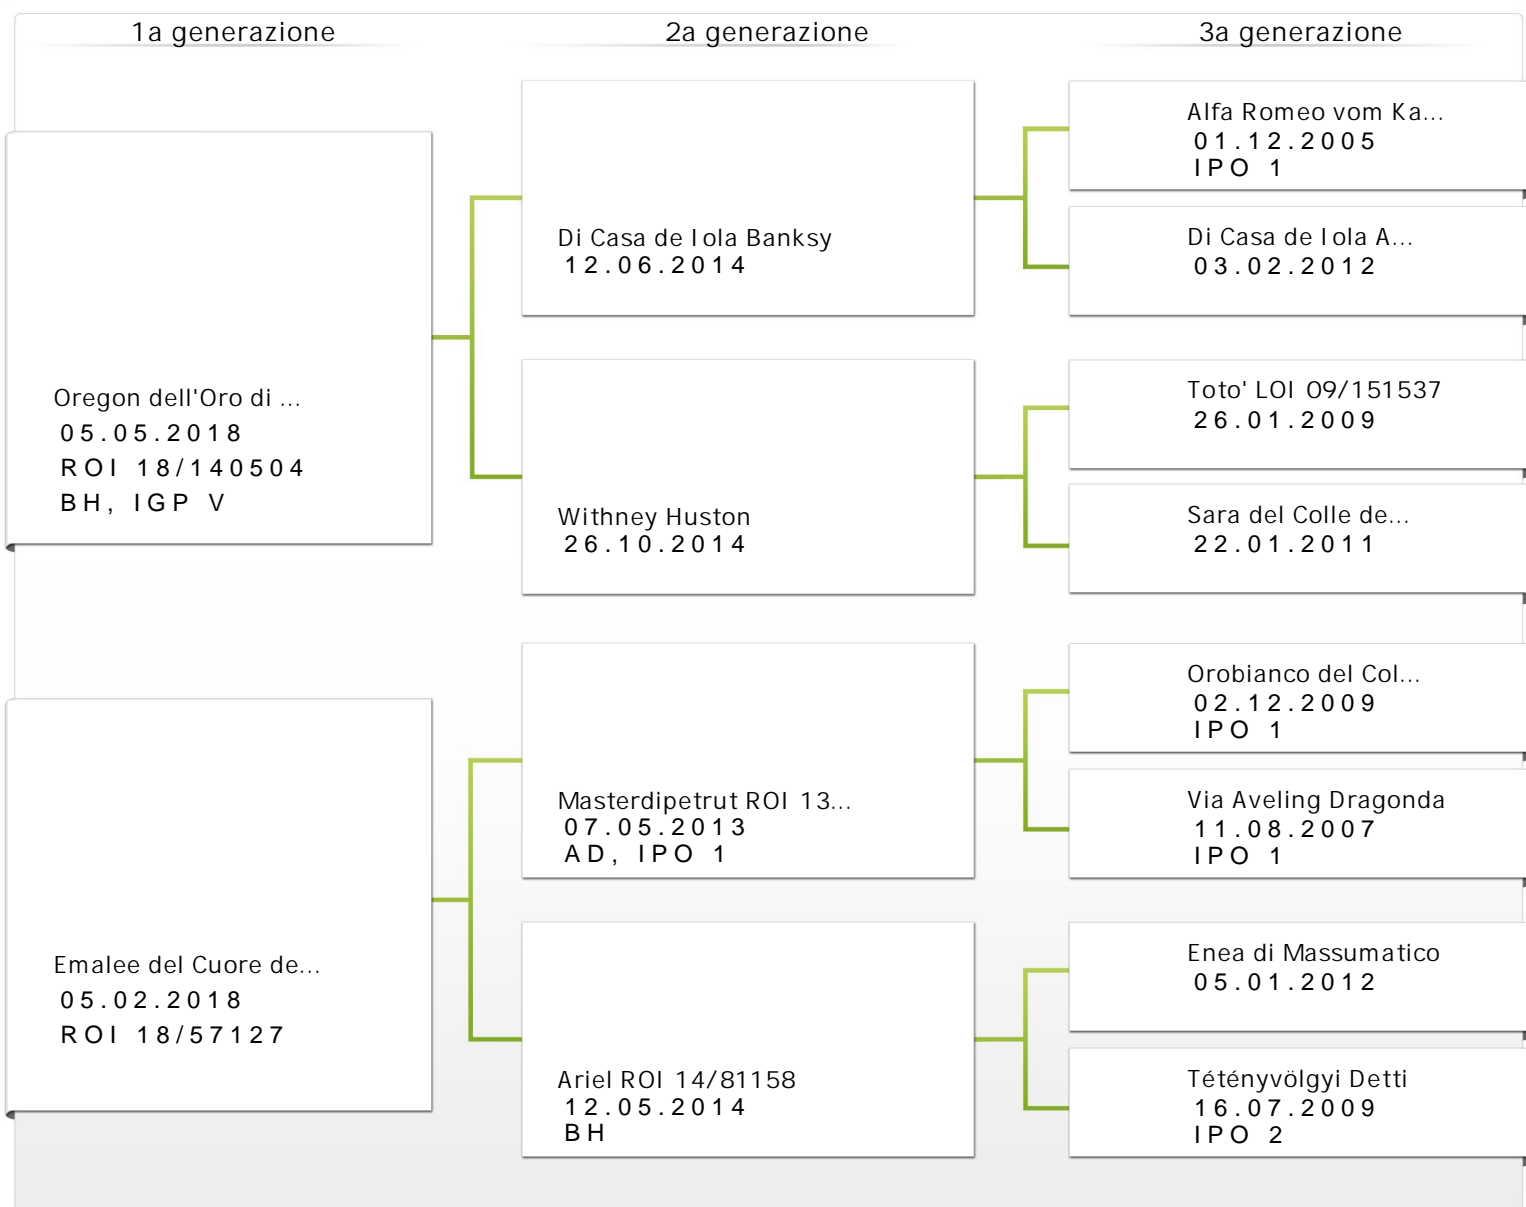 1a generazione
2a generazione
3a generazione
Oregon dell'Oro di ...
05.05.2018
ROI 18/140504
BH, IGP V
Emalee del Cuore de...
05.02.2018
ROI 18/57127
Di Casa de Iola Banksy
12.06.2014
Withney Huston
26.10.2014
Masterdipetrut ROI 13...
07.05.2013
AD, IPO 1
Ariel ROI 14/81158
12.05.2014
BH
Alfa Romeo vom Ka...
01.12.2005
IPO 1
Di Casa de Iola A...
03.02.2012
Toto' LOI O9/151537
26.01.2009
Sara del Colle de...
22.01.2011
Orobianco del Col...
02.12.2009
IPO 1
Via Aveling Dragonda
11.08.2007
IPO 1
Enea di Massumatico
05.01.2012
Tétényvölgyi Detti
16.07.2009
IPO 2